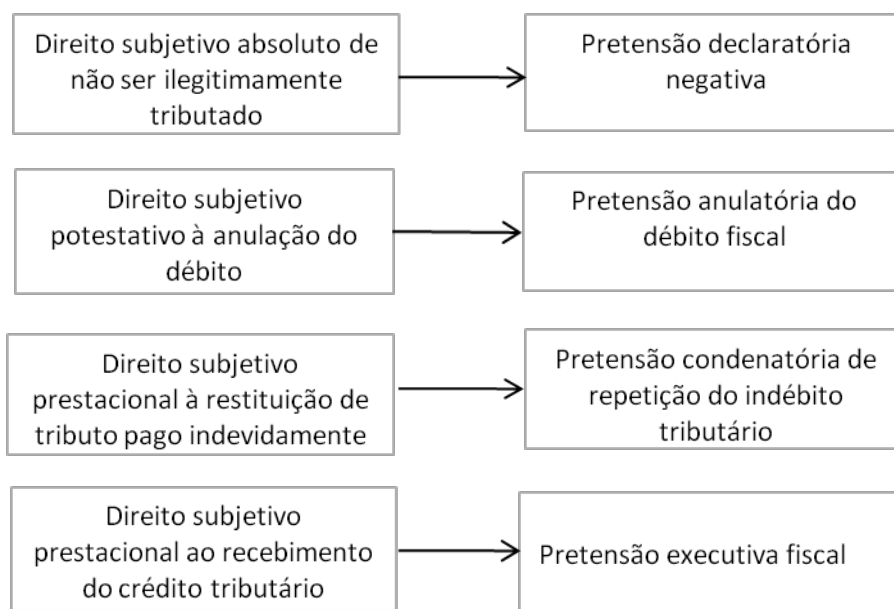 Direito subjetivo absoluto de
não ser ilegitimamente
tributado
Pretensão declaratória
negativa
Direito subjetivo
potestativo à anulação do
débito
Pretensão anulatória do
débito fiscal
Direito subjetivo
prestacional à restituição de
tributo pago indevidamente
Pretensão condenatória de
repetição do indébito
tributário
Direito subjetivo
prestacional ao recebimento
do crédito tributário
Pretensão executiva fiscal